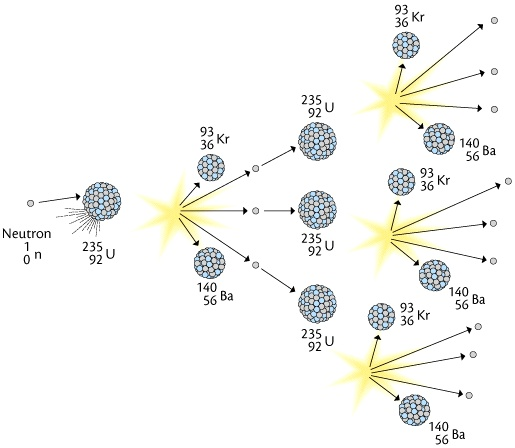 Neutron
1
0 n
235
92 U
93
36 Kr
140
56 Ba
235
92 U
235
92 U
235
92 U
93
36 Kr
140
56 Ba
93
36 Kr
140
56 Ba
93
36 Kr
140
56 Ba